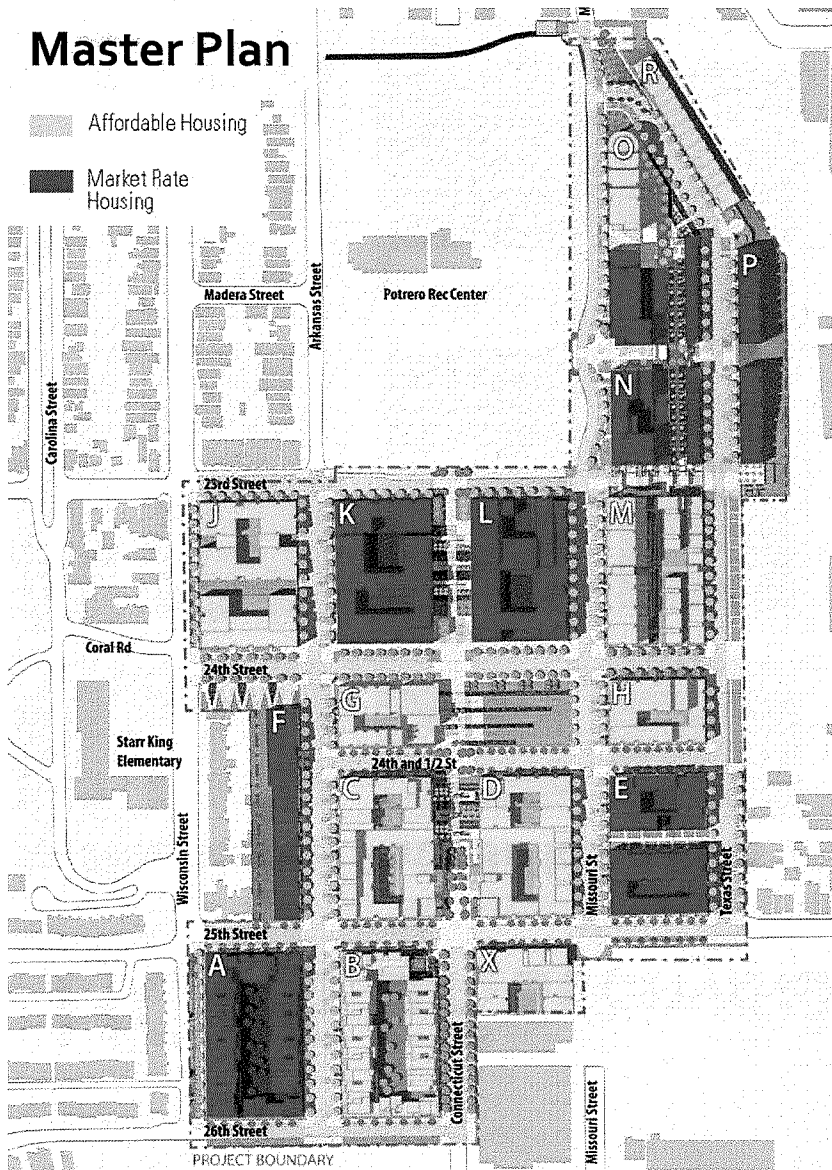 Master Plan
Affordable Housing
Market Rate
Housing
M
R
O
P
Madera Street
Arkansas Street
Potrero Rec Center
Carolina Street
N
23rd Street
J
K
L
M
Coral Rd
24th Street
G
H
F
Starr King
Elementary
24th and 1/2 St
C
D
E
Wisconsin Street
Missouri St
Texas Street
25th Street
A
B
X
Connecticut Street
Missouri Street
26th Street
PROJECT BOUNDARY